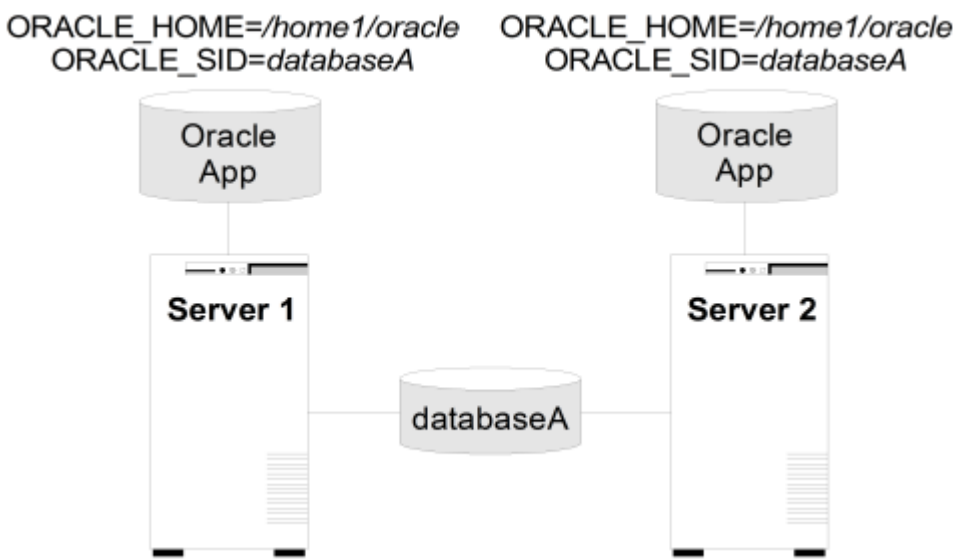 ORACLE_HOME=/home1/oracle
ORACLE_SID=databaseA
ORACLE_HOME=/home1/oracle
ORACLE_SID=databaseA
Oracle
App
Oracle
App
Server 1
Server 2
databaseA